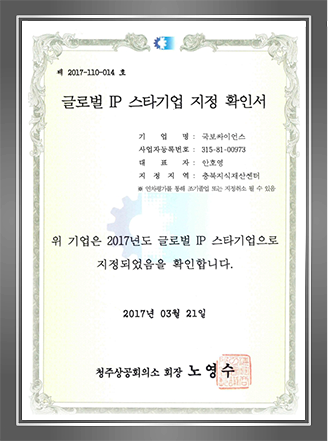 제 2017-110-014 호
글로벌 IP 스타기업 지정 확인서
기 업 명 : 국보싸이언스
사업자등록번호 : 315-81-00973
대 표 자 : 안호영
지 정 지 역 : 충북지식재산센터
※ 연차평가를 통해 조기졸업 또는 지정취소 될 수 있음
위 기업은 2017년도 글로벌 IP 스타기업으로
지정되었음을 확인합니다.
2017년 03월 21일
청주상공회의소 회장 노영수